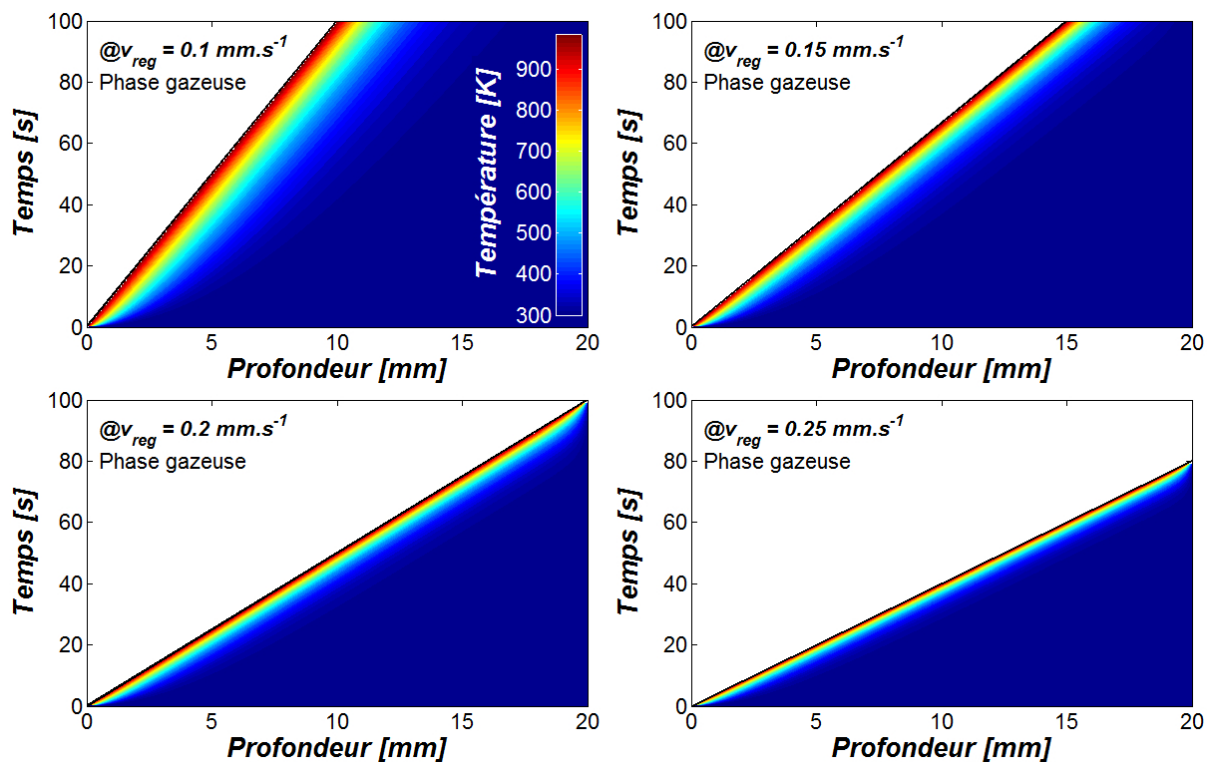 @v_reg = 0.1 mm.s⁻¹
Phase gazeuse
Température [K]
900
800
700
600
500
400
300
Temps [s]
100
80
60
40
20
0
0 5 10 15 20
Profondeur [mm]
@v_reg = 0.15 mm.s⁻¹
Phase gazeuse
Temps [s]
100
80
60
40
20
0
0 5 10 15 20
Profondeur [mm]
@v_reg = 0.2 mm.s⁻¹
Phase gazeuse
Temps [s]
100
80
60
40
20
0
0 5 10 15 20
Profondeur [mm]
@v_reg = 0.25 mm.s⁻¹
Phase gazeuse
Temps [s]
100
80
60
40
20
0
0 5 10 15 20
Profondeur [mm]